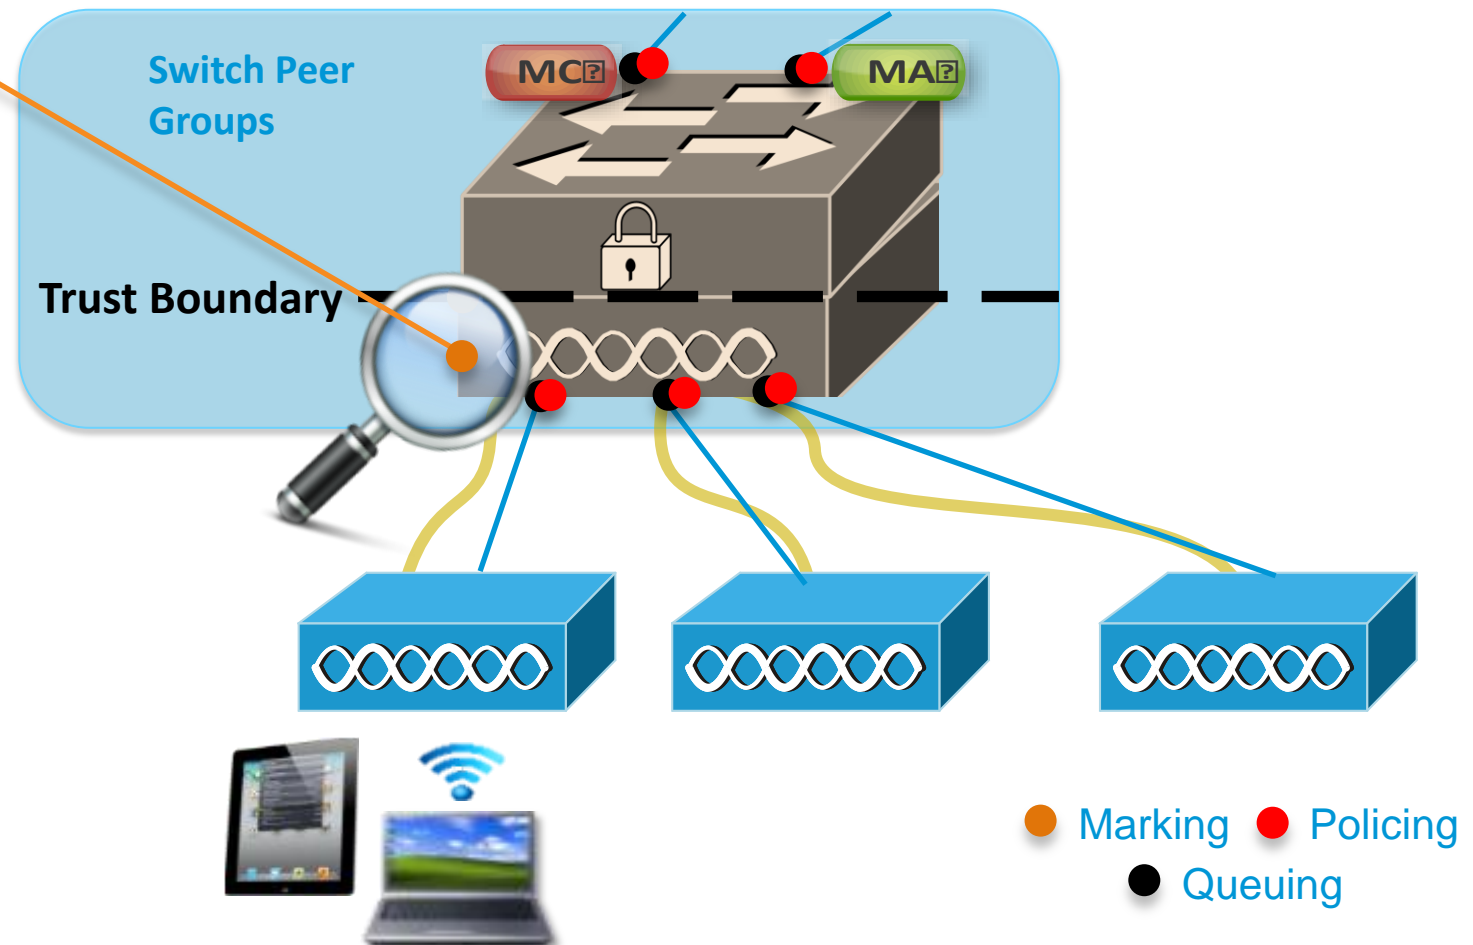 Switch Peer
Groups
MC
MA
Trust Boundary
Marking
Policing
Queuing